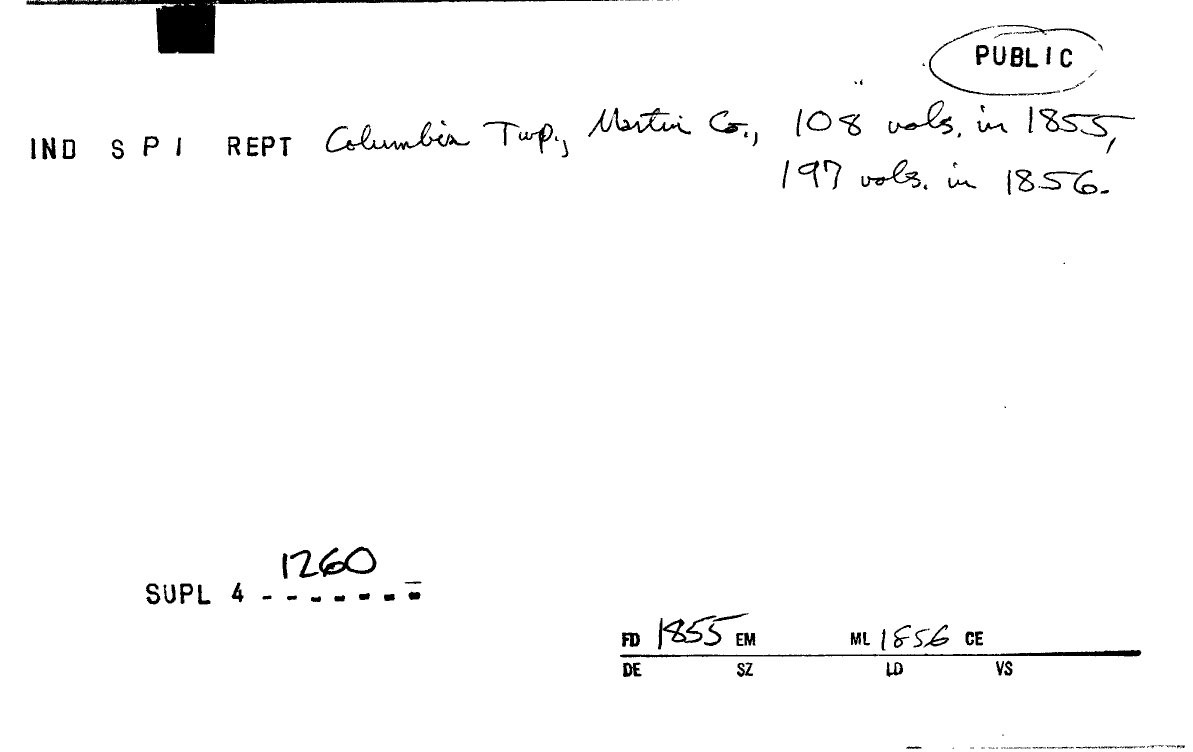 PUBLIC
IND S P I REPT Columbia Twp., Martin Co., 108 vols. in 1855,
197 vols. in 1856.
1260
SUPL 4 - - - - - - -
FD 1855 EM ML 1856 CE
DE SZ LD VS